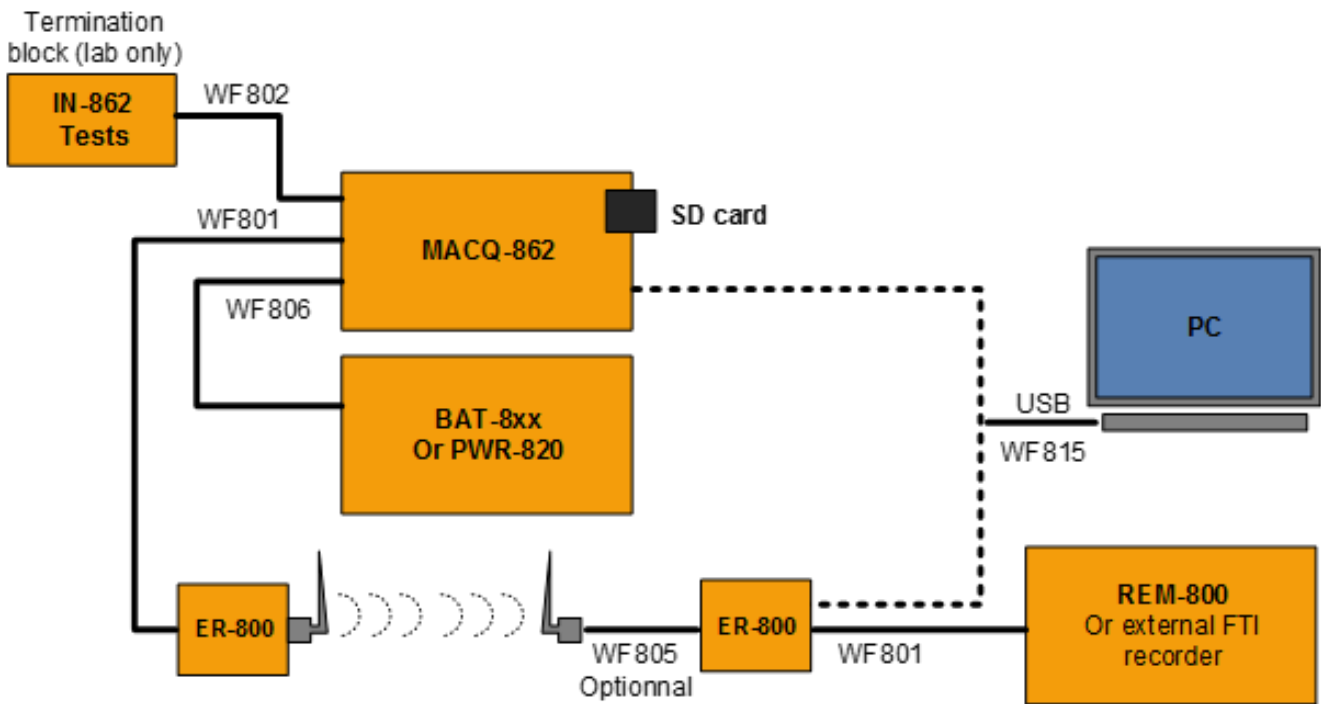 Termination
block (lab only)
IN-862
Tests
WF802
WF801
MACQ-862
SD card
WF806
BAT-8xx
Or PWR-820
PC
USB
WF815
ER-800
WF805
Optionnal
ER-800
WF801
REM-800
Or external FTI
recorder